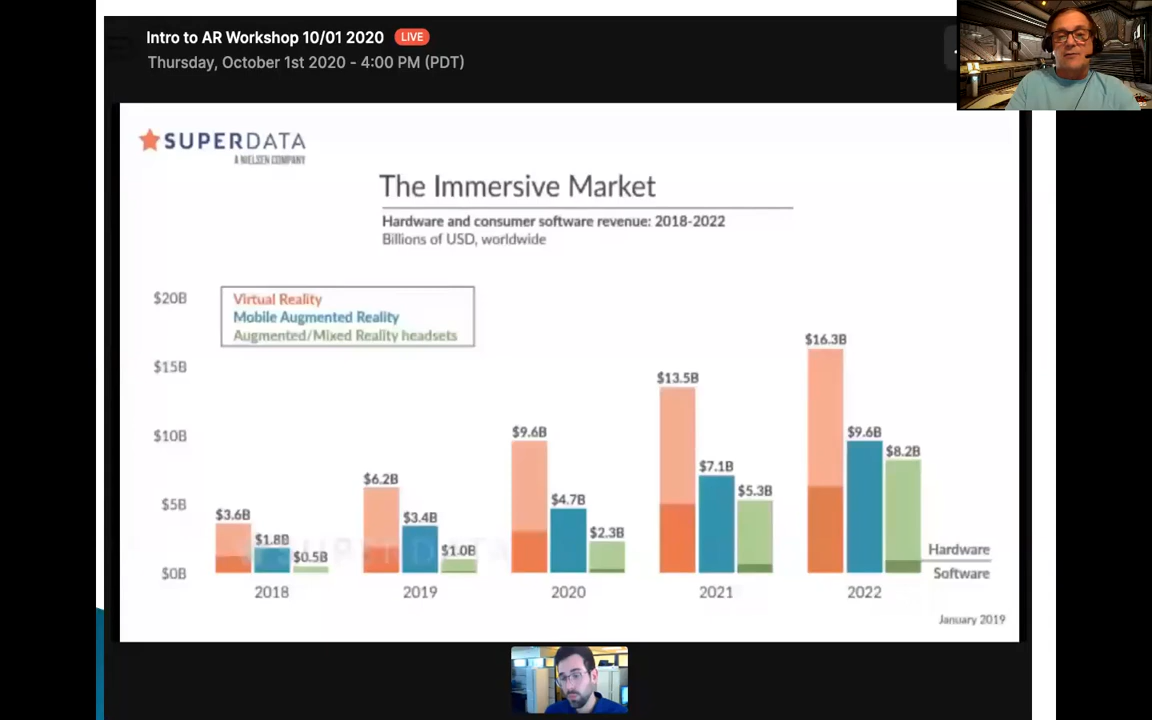 Intro to AR Workshop 10/01 2020 LIVE
Thursday, October 1st 2020 - 4:00 PM (PDT)
SUPERDATA
A NIELSEN COMPANY
The Immersive Market
Hardware and consumer software revenue: 2018-2022
Billions of USD, worldwide
$20B
Virtual Reality
Mobile Augmented Reality
Augmented/Mixed Reality headsets
$15B
$10B
$5B
$0B
$3.6B
$1.8B
$0.5B
$6.2B
$3.4B
$1.0B
$9.6B
$4.7B
$2.3B
$13.5B
$7.1B
$5.3B
$16.3B
$9.6B
$8.2B
Hardware
Software
2018 2019 2020 2021 2022
January 2019
SUPERDATA